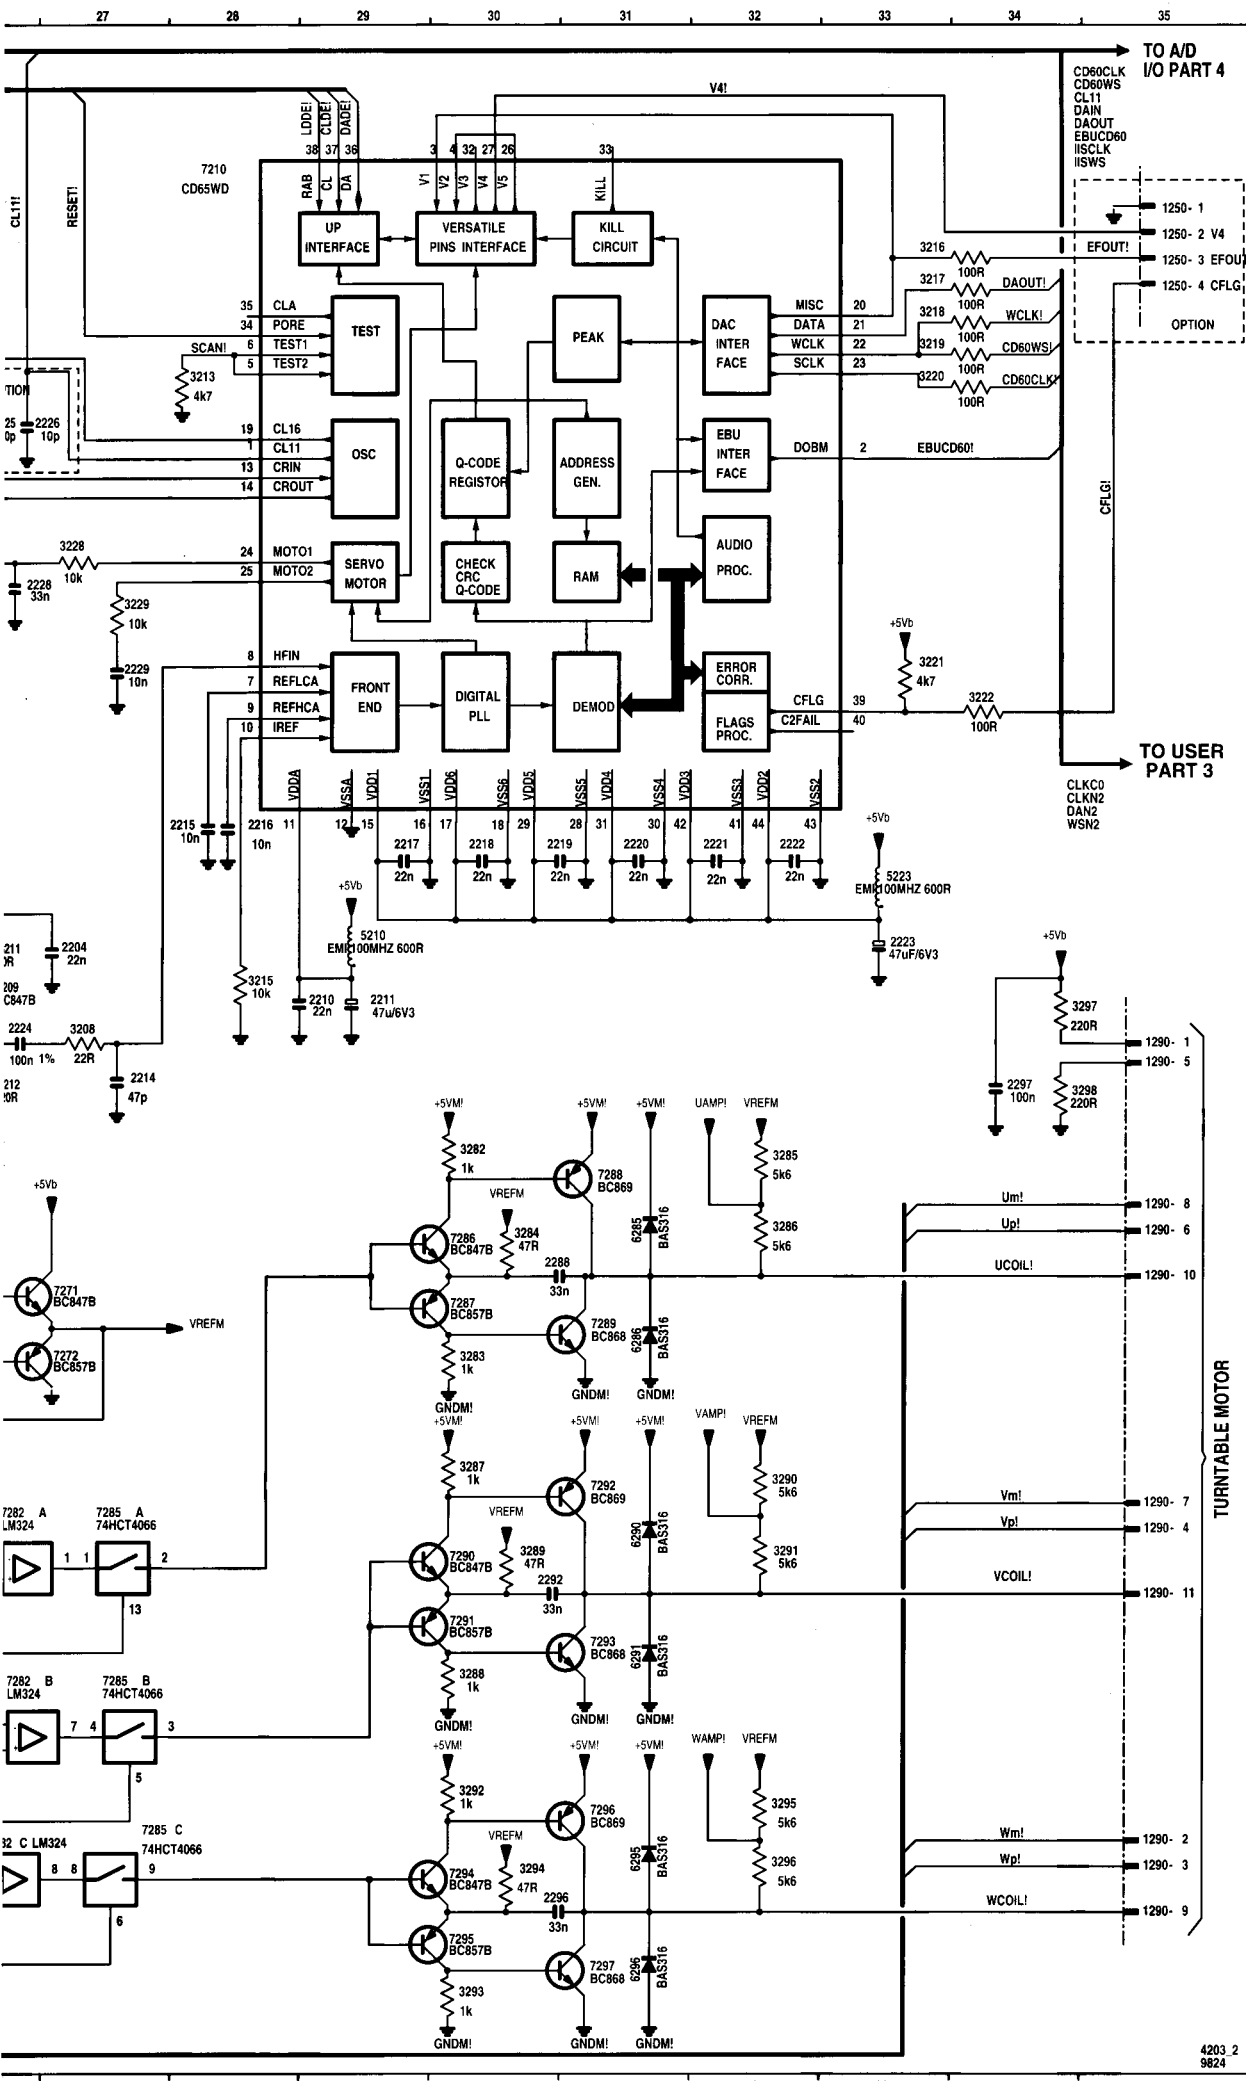 27 28 29 30 31 32 33 34 35
TO A/D
I/O PART 4
CD60CLK
CD60WS
CL11
DAIN
DAOUT
EBUCD60
IISCLK
IISWS
V4!
LDDE! CLDE! DADE!
38 37 36 3 4 32 27 26 33
7210
CD65WD
CL11!
RESET!
RAB CL DA V1 V2 V3 V4 V5 KILL
UP
INTERFACE
VERSATILE
PINS INTERFACE
KILL
CIRCUIT
1250- 1
1250- 2 V4
EFOUT!
1250- 3 EFOU
1250- 4 CFLG
OPTION
3216
100R
3217
100R
DAOUT!
3218
100R
WCLK!
3219
100R
CD60WS!
3220
100R
CD60CLK!
35 CLA
34 PORE
6 TEST1
5 TEST2
TEST
PEAK
DAC
INTER
FACE
MISC 20
DATA 21
WCLK 22
SCLK 23
SCAN!
3213
4k7
TION
25
0p
2226
10p
19 CL16
1 CL11
13 CRIN
14 CROUT
OSC
Q-CODE
REGISTOR
ADDRESS
GEN.
EBU
INTER
FACE
DOBM 2 EBUCD60!
CFLG!
3228
10k
2228
33n
24 MOTO1
25 MOTO2
SERVO
MOTOR
CHECK
CRC
Q-CODE
RAM
AUDIO
PROC.
3229
10k
2229
10n
+5Vb
3221
4k7
3222
100R
8 HFIN
7 REFLCA
9 REFHCA
10 IREF
FRONT
END
DIGITAL
PLL
DEMOD
ERROR
CORR.
FLAGS
PROC.
CFLG 39
C2FAIL 40
TO USER
PART 3
CLKC0
CLKN2
DAN2
WSN2
VDDA VSSA VDD1 VSS1 VDD6 VSS6 VDD5 VSS5 VDD4 VSS4 VDD3 VSS3 VDD2 VSS2
2215
10n
2216
10n
11 12 15 16 17 18 29 28 31 30 42 41 44 43
2217
22n
2218
22n
2219
22n
2220
22n
2221
22n
2222
22n
+5Vb
5223
EMI100MHZ 600R
2223
47uF/6V3
+5Vb
5210
EMI100MHZ 600R
3215
10k
2210
22n
2211
47u/6V3
211
R
2204
22n
209
C847B
2224
100n 1%
3208
22R
212
0R
2214
47p
+5Vb
3297
220R
2297
100n
3298
220R
1290- 1
1290- 5
+5VM! +5VM! +5VM! UAMP! VREFM
3282
1k
7288
BC869
3285
5k6
VREFM
3284
47R
7286
BC847B
2288
33n
6285
BAS316
3286
5k6
7287
BC857B
3283
1k
7289
BC868
6286
BAS316
GNDM! GNDM! GNDM!
+5Vb
7271
BC847B
VREFM
7272
BC857B
Um!
1290- 8
Up!
1290- 6
UCOIL!
1290- 10
+5VM! +5VM! +5VM! VAMP! VREFM
3287
1k
7292
BC869
3290
5k6
VREFM
3289
47R
7290
BC847B
2292
33n
6290
BAS316
3291
5k6
7291
BC857B
3288
1k
7293
BC868
6291
BAS316
GNDM! GNDM! GNDM!
Vm!
1290- 7
Vp!
1290- 4
VCOIL!
1290- 11
TURNTABLE MOTOR
7282 A
LM324
7285 A
74HCT4066
1 1 2
13
7282 B
LM324
7285 B
74HCT4066
7 4 3
5
32 C LM324
7285 C
74HCT4066
8 8 9
6
+5VM! +5VM! +5VM! WAMP! VREFM
3292
1k
7296
BC869
3295
5k6
VREFM
3294
47R
7294
BC847B
2296
33n
6295
BAS316
3296
5k6
7295
BC857B
3293
1k
7297
BC868
6296
BAS316
GNDM! GNDM! GNDM!
Wm!
1290- 2
Wp!
1290- 3
WCOIL!
1290- 9
4203_2
9824